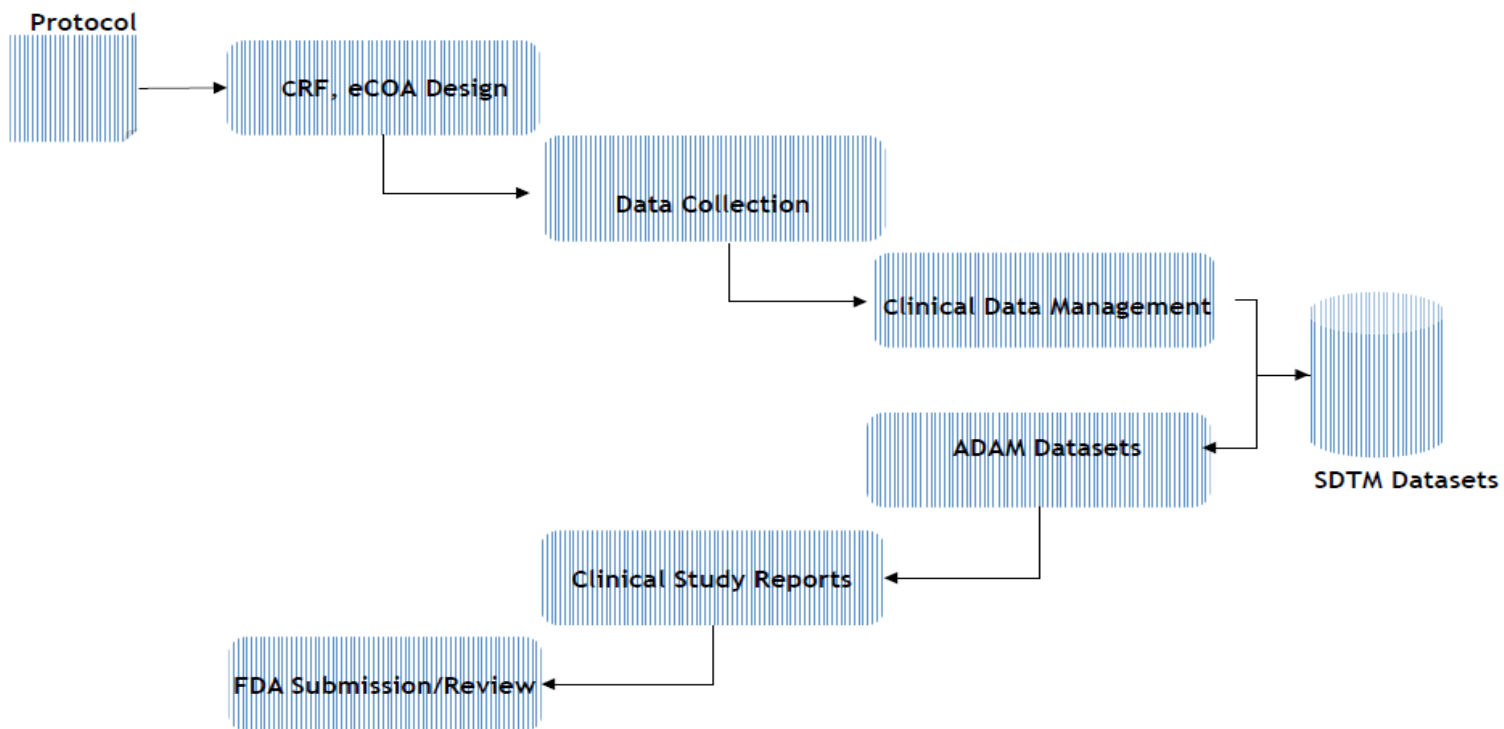 Protocol
CRF, eCOA Design
Data Collection
Clinical Data Management
ADAM Datasets
SDTM Datasets
Clinical Study Reports
FDA Submission/Review